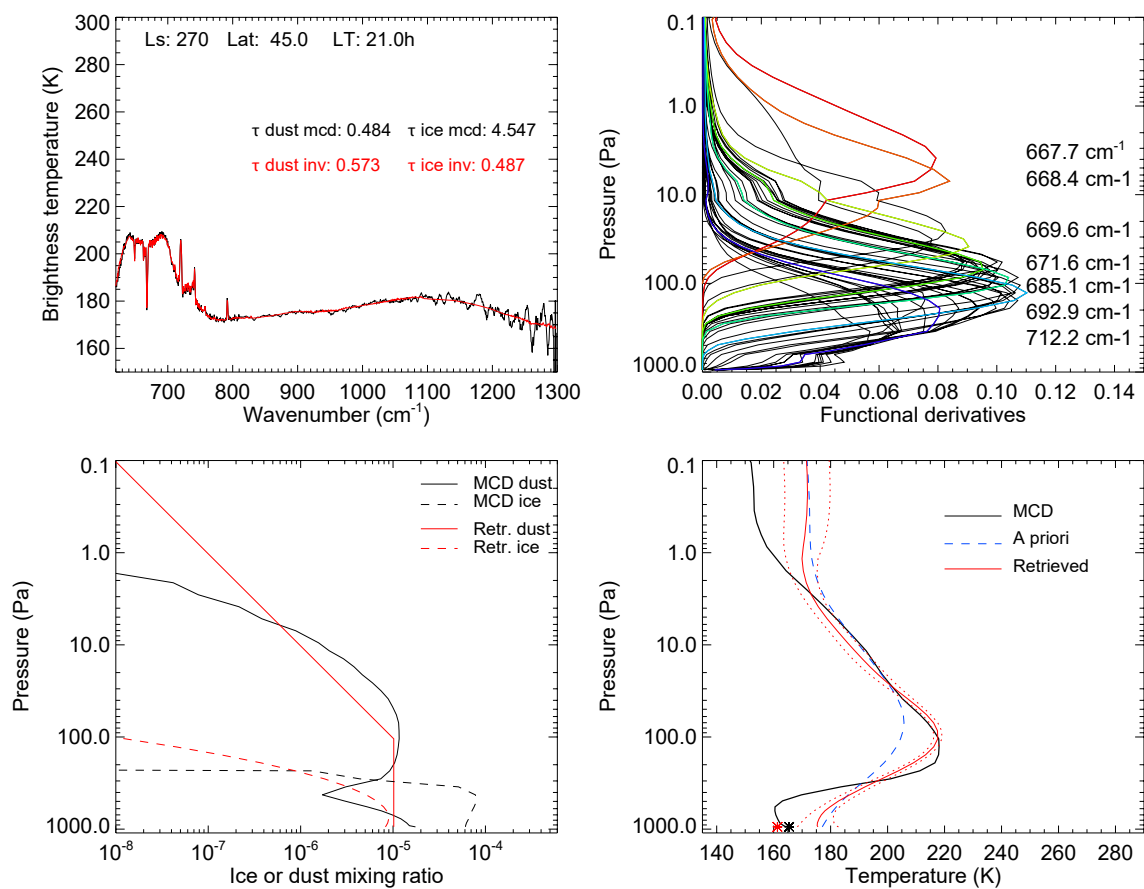 Ls: 270 Lat: 45.0 LT: 21.0h
τ dust mcd: 0.484 τ ice mcd: 4.547
τ dust inv: 0.573 τ ice inv: 0.487
Brightness temperature (K)
300
280
260
240
220
200
180
160
700 800 900 1000 1100 1200 1300
Wavenumber (cm⁻¹)
Pressure (Pa)
0.1
1.0
10.0
100.0
1000.0
667.7 cm⁻¹
668.4 cm-1
669.6 cm-1
671.6 cm-1
685.1 cm-1
692.9 cm-1
712.2 cm-1
0.00 0.02 0.04 0.06 0.08 0.10 0.12 0.14
Functional derivatives
Pressure (Pa)
0.1
1.0
10.0
100.0
1000.0
MCD dust
MCD ice
Retr. dust
Retr. ice
10⁻⁸ 10⁻⁷ 10⁻⁶ 10⁻⁵ 10⁻⁴
Ice or dust mixing ratio
Pressure (Pa)
0.1
1.0
10.0
100.0
1000.0
MCD
A priori
Retrieved
140 160 180 200 220 240 260 280
Temperature (K)